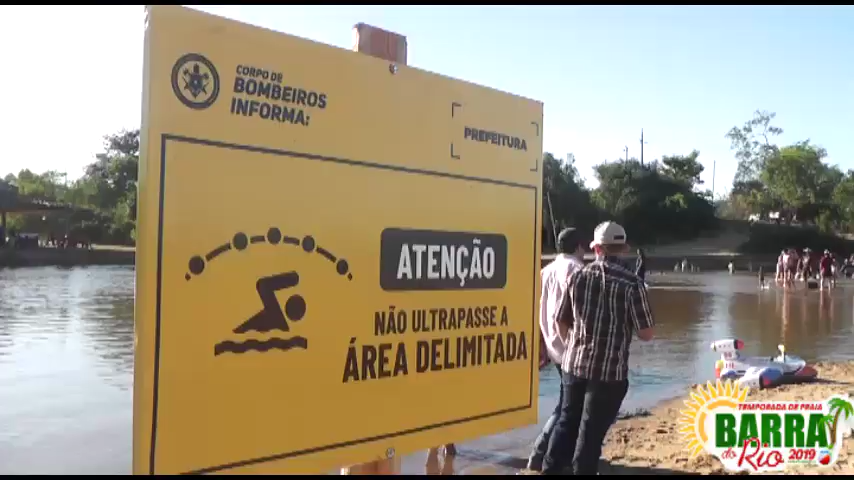 CORPO DE
BOMBEIROS
INFORMA:
PREFEITURA
ATENÇÃO
NÃO ULTRAPASSE A
ÁREA DELIMITADA
TEMPORADA DE PRAIA
BARRA
do Rio 2019